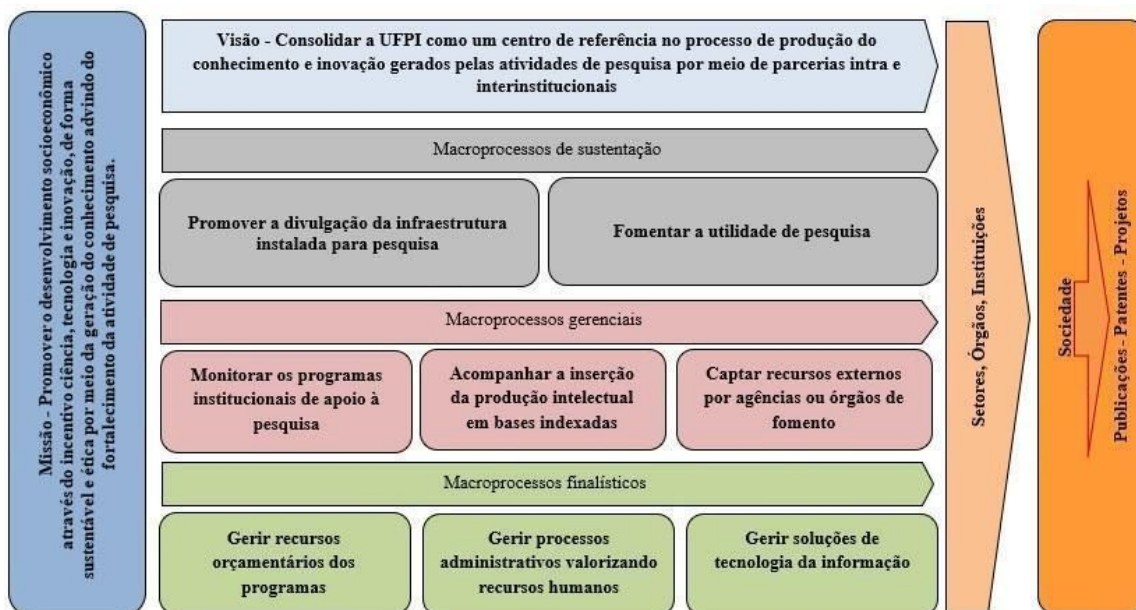 Missão - Promover o desenvolvimento socioeconômico
através do incentivo ciência, tecnologia e inovação, de forma
sustentável e ética por meio da geração do conhecimento advindo do
fortalecimento da atividade de pesquisa.
Visão - Consolidar a UFPI como um centro de referência no processo de produção do
conhecimento e inovação gerados pelas atividades de pesquisa por meio de parcerias intra e
interinstitucionais
Macroprocessos de sustentação
Promover a divulgação da infraestrutura
instalada para pesquisa
Fomentar a utilidade de pesquisa
Macroprocessos gerenciais
Monitorar os programas
institucionais de apoio à
pesquisa
Acompanhar a inserção
da produção intelectual
em bases indexadas
Captar recursos externos
por agências ou órgãos de
fomento
Macroprocessos finalísticos
Gerir recursos
orçamentários dos
programas
Gerir processos
administrativos valorizando
recursos humanos
Gerir soluções de
tecnologia da informação
Setores, Órgãos, Instituições
Sociedade
Publicações - Patentes - Projetos